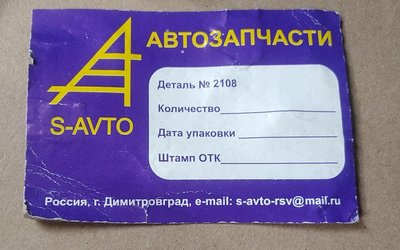 АВТОЗАПЧАСТИ
S-AVTO
Деталь № 2108
Количество
Дата упаковки
Штамп ОТК
Россия, г. Димитровград, e-mail: s-avto-rsv@mail.ru